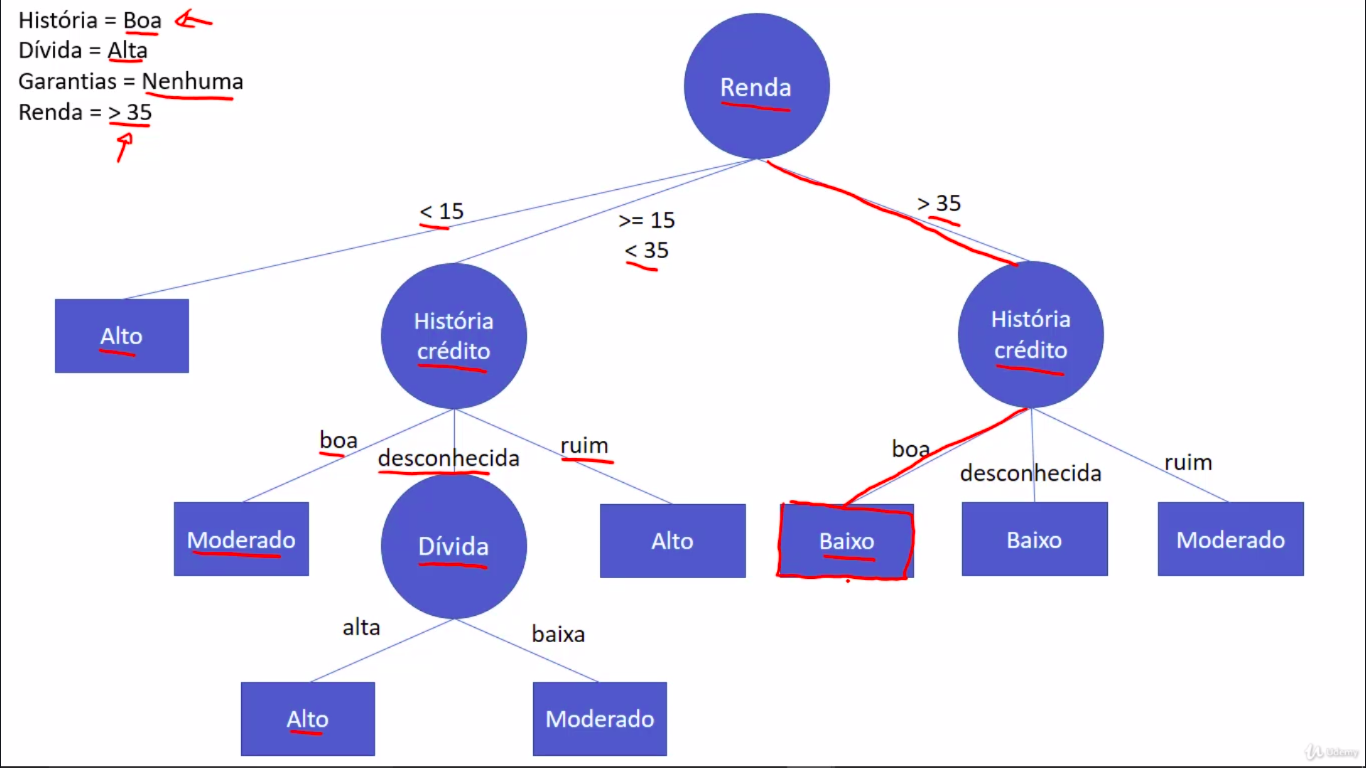 História = Boa
Dívida = Alta
Garantias = Nenhuma
Renda = > 35
Renda
< 15
>= 15
< 35
> 35
Alto
História
crédito
História
crédito
boa
desconhecida
ruim
boa
desconhecida
ruim
Moderado
Dívida
Alto
Baixo
Baixo
Moderado
alta
baixa
Alto
Moderado
Udemy